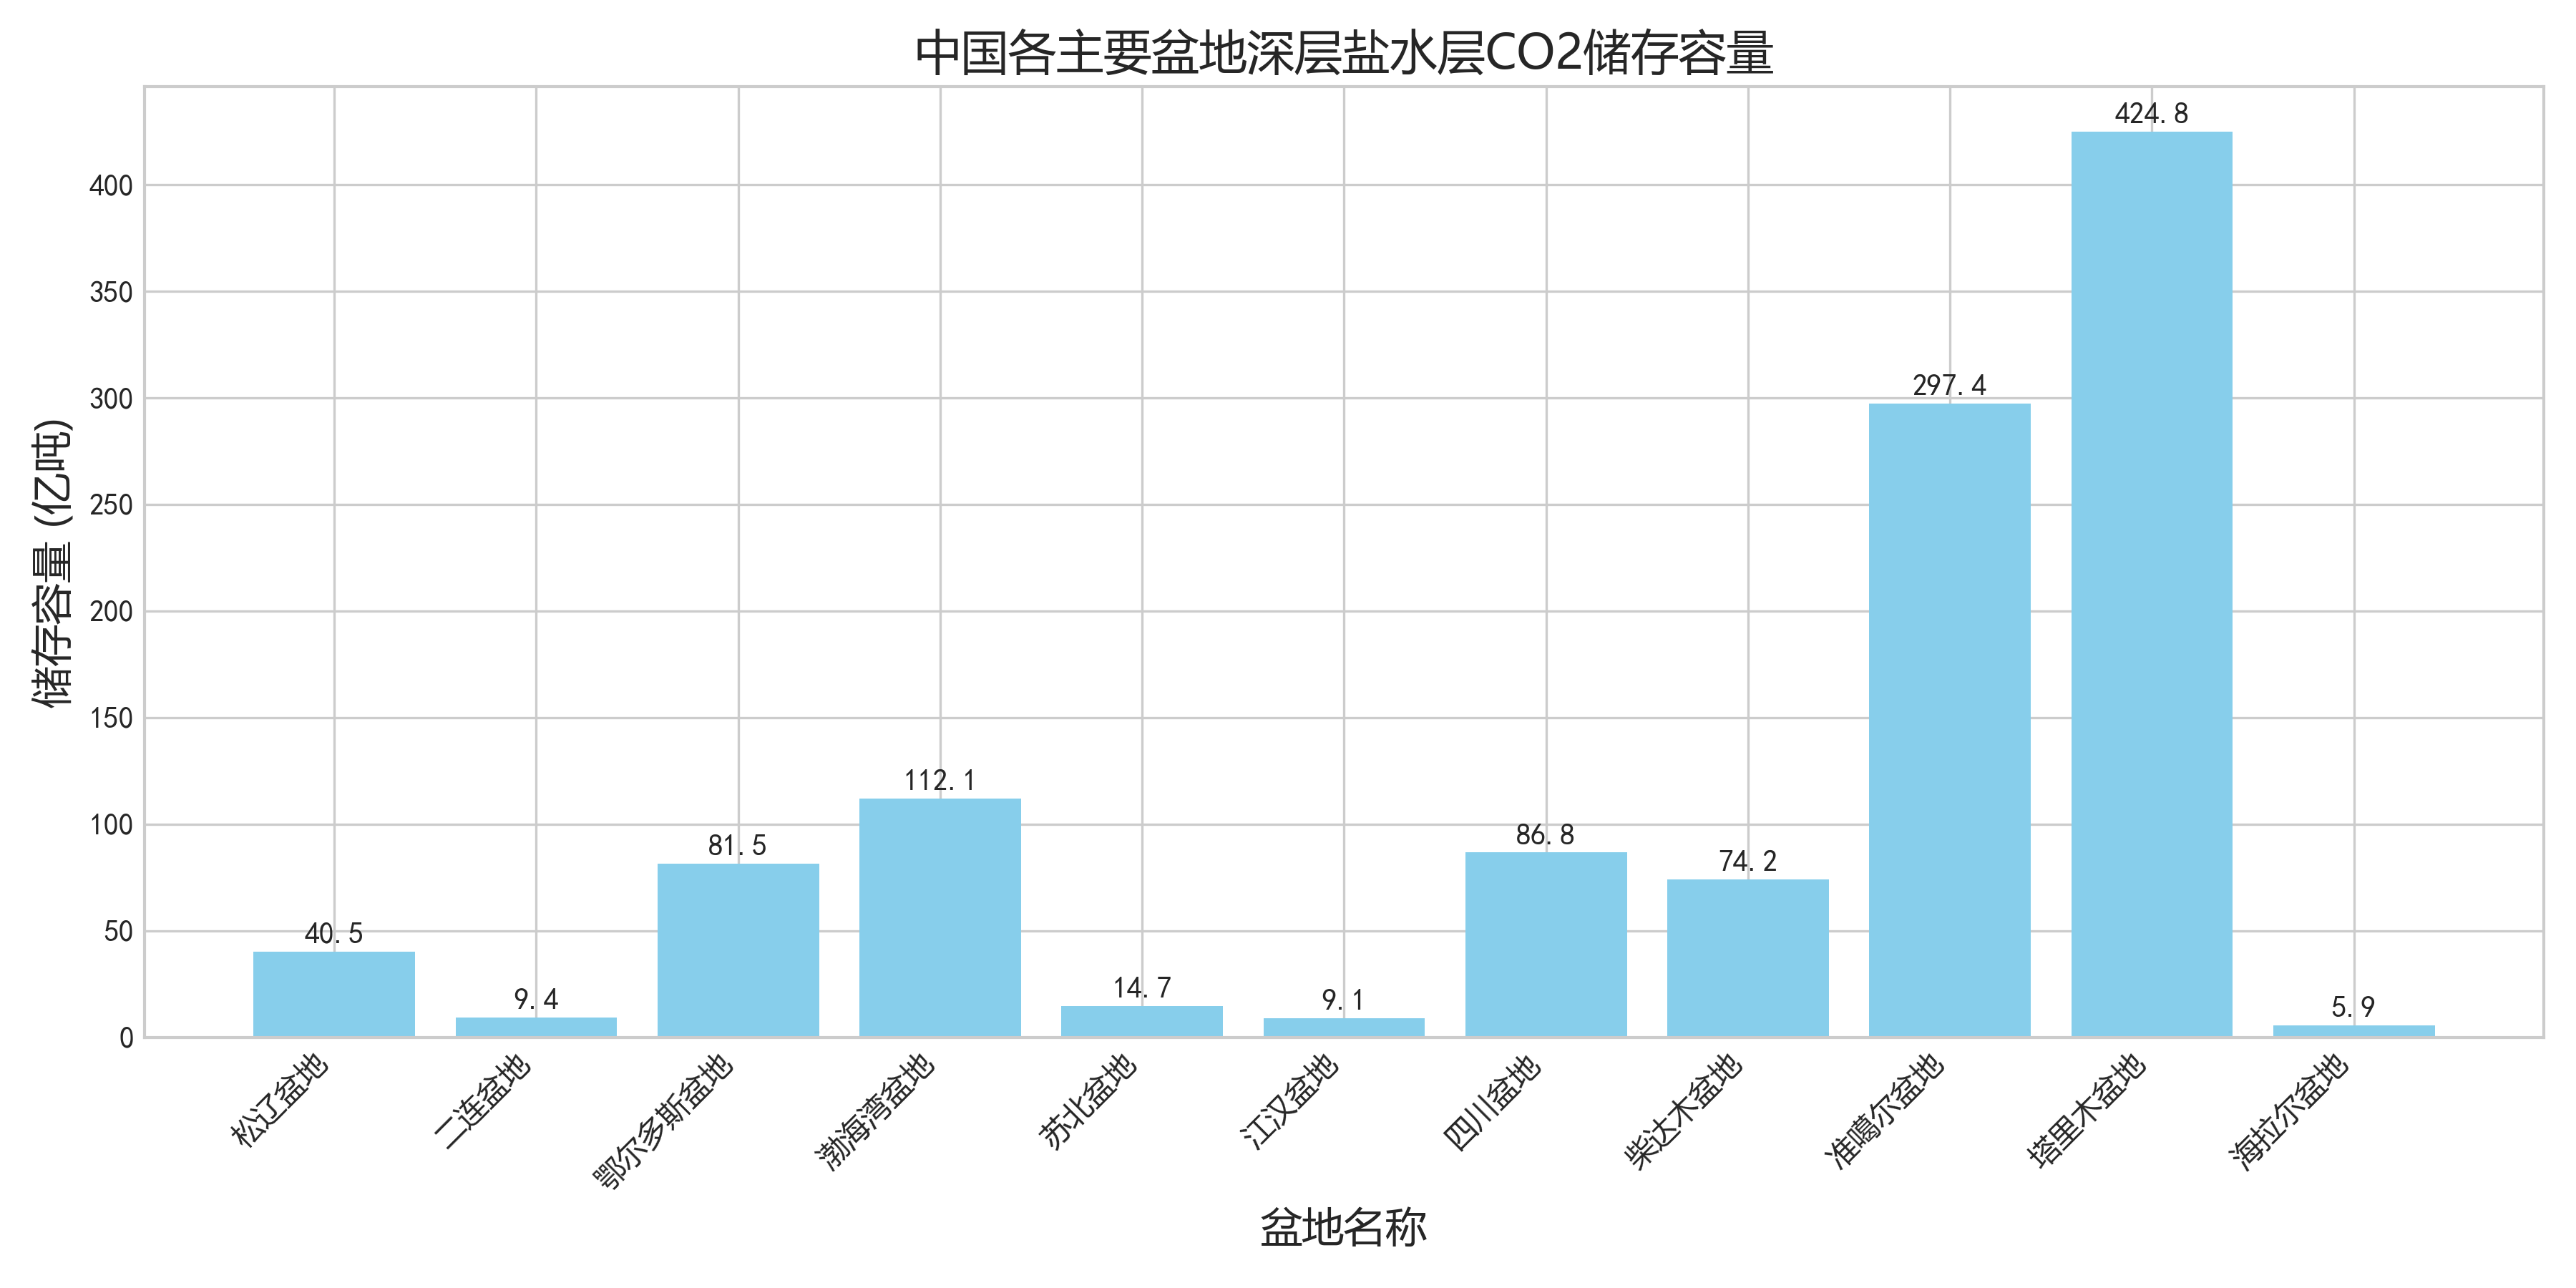 中国各主要盆地深层盐水层CO2储存容量
储存容量 (亿吨)
400
350
300
250
200
150
100
50
0
40.5
9.4
81.5
112.1
14.7
9.1
86.8
74.2
297.4
424.8
5.9
松辽盆地
二连盆地
鄂尔多斯盆地
渤海湾盆地
苏北盆地
江汉盆地
四川盆地
柴达木盆地
准噶尔盆地
塔里木盆地
海拉尔盆地
盆地名称